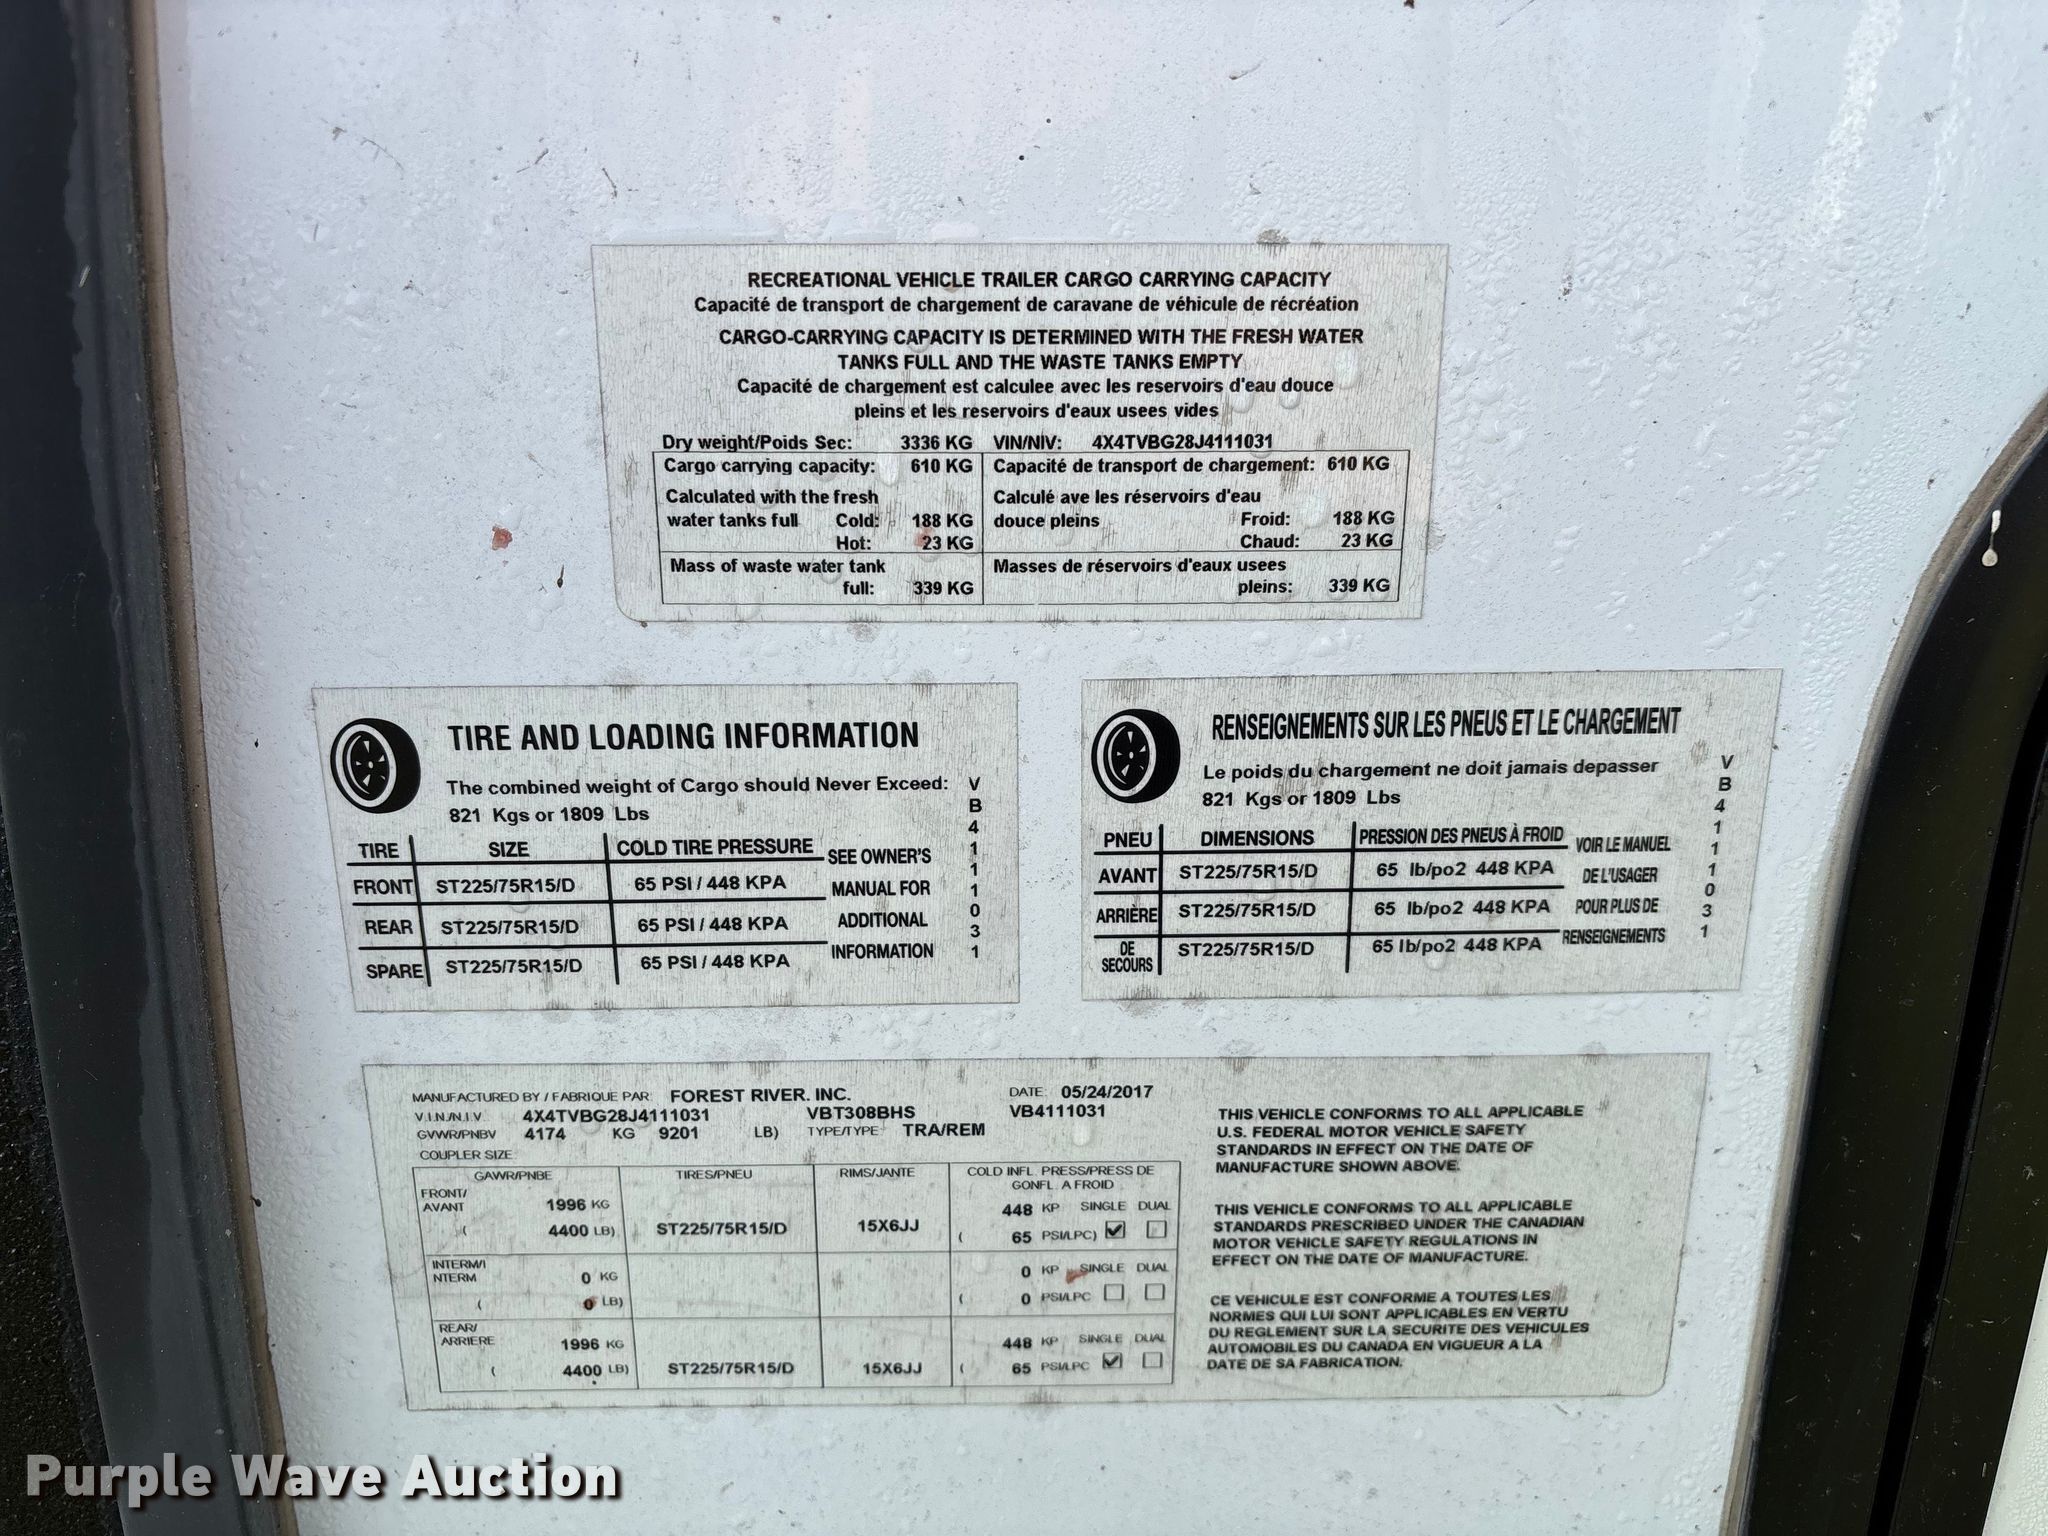 RECREATIONAL VEHICLE TRAILER CARGO CARRYING CAPACITY
Capacité de transport de chargement de caravane de véhicule de récréation
CARGO-CARRYING CAPACITY IS DETERMINED WITH THE FRESH WATER
TANKS FULL AND THE WASTE TANKS EMPTY
Capacité de chargement est calculee avec les reservoirs d'eau douce
pleins et les reservoirs d'eaux usees vides
Dry weight/Poids Sec: 3336 KG VIN/NIV: 4X4TVBG28J4111031
Cargo carrying capacity: 610 KG Capacité de transport de chargement: 610 KG
Calculated with the fresh Calculé ave les réservoirs d'eau
water tanks full Cold: 188 KG douce pleins Froid: 188 KG
Hot: 23 KG Chaud: 23 KG
Mass of waste water tank Masses de réservoirs d'eaux usees
full: 339 KG pleins: 339 KG
TIRE AND LOADING INFORMATION
The combined weight of Cargo should Never Exceed:
821 Kgs or 1809 Lbs
TIRE SIZE COLD TIRE PRESSURE SEE OWNER'S
FRONT ST225/75R15/D 65 PSI / 448 KPA MANUAL FOR
REAR ST225/75R15/D 65 PSI / 448 KPA ADDITIONAL
SPARE ST225/75R15/D 65 PSI / 448 KPA INFORMATION
VB4111031
RENSEIGNEMENTS SUR LES PNEUS ET LE CHARGEMENT
Le poids du chargement ne doit jamais depasser
821 Kgs or 1809 Lbs
PNEU DIMENSIONS PRESSION DES PNEUS À FROID VOIR LE MANUEL
AVANT ST225/75R15/D 65 lb/po2 448 KPA DE L'USAGER
ARRIÈRE ST225/75R15/D 65 lb/po2 448 KPA POUR PLUS DE
DE SECOURS ST225/75R15/D 65 lb/po2 448 KPA RENSEIGNEMENTS
VB4111031
MANUFACTURED BY / FABRIQUE PAR FOREST RIVER. INC. DATE: 05/24/2017
V.I.N./N.I.V 4X4TVBG28J4111031 VBT308BHS VB4111031
GVWR/PNBV 4174 KG 9201 LB) TYPE/TYPE: TRA/REM
COUPLER SIZE
GAWR/PNBE TIRES/PNEU RIMS/JANTE COLD INFL. PRESS/PRESS DE
GONFL. A FROID
FRONT/
AVANT 1996 KG 448 KP SINGLE DUAL
( 4400 LB) ST225/75R15/D 15X6JJ ( 65 PSI/LPC)
INTERM/I
NTERM 0 KG 0 KP SINGLE DUAL
( 0 LB) ( 0 PSI/LPC
REAR/
ARRIERE 1996 KG 448 KP SINGLE DUAL
( 4400 LB) ST225/75R15/D 15X6JJ ( 65 PSI/LPC
THIS VEHICLE CONFORMS TO ALL APPLICABLE
U.S. FEDERAL MOTOR VEHICLE SAFETY
STANDARDS IN EFFECT ON THE DATE OF
MANUFACTURE SHOWN ABOVE.
THIS VEHICLE CONFORMS TO ALL APPLICABLE
STANDARDS PRESCRIBED UNDER THE CANADIAN
MOTOR VEHICLE SAFETY REGULATIONS IN
EFFECT ON THE DATE OF MANUFACTURE.
CE VEHICULE EST CONFORME A TOUTES LES
NORMES QUI LUI SONT APPLICABLES EN VERTU
DU REGLEMENT SUR LA SECURITE DES VEHICULES
AUTOMOBILES DU CANADA EN VIGUEUR A LA
DATE DE SA FABRICATION.
Purple Wave Auction